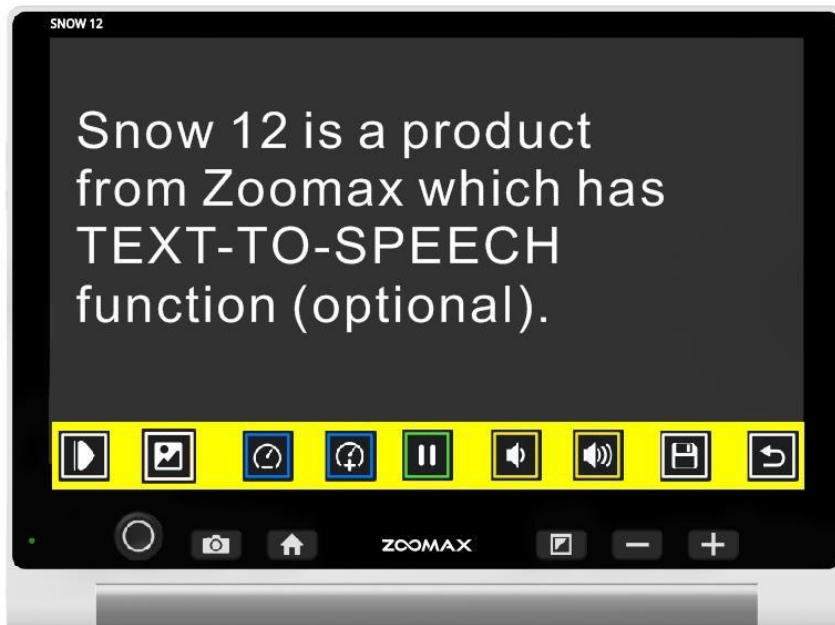 SNOW 12
Snow 12 is a product
from Zoomax which has
TEXT-TO-SPEECH
function (optional).
ZOOMAX